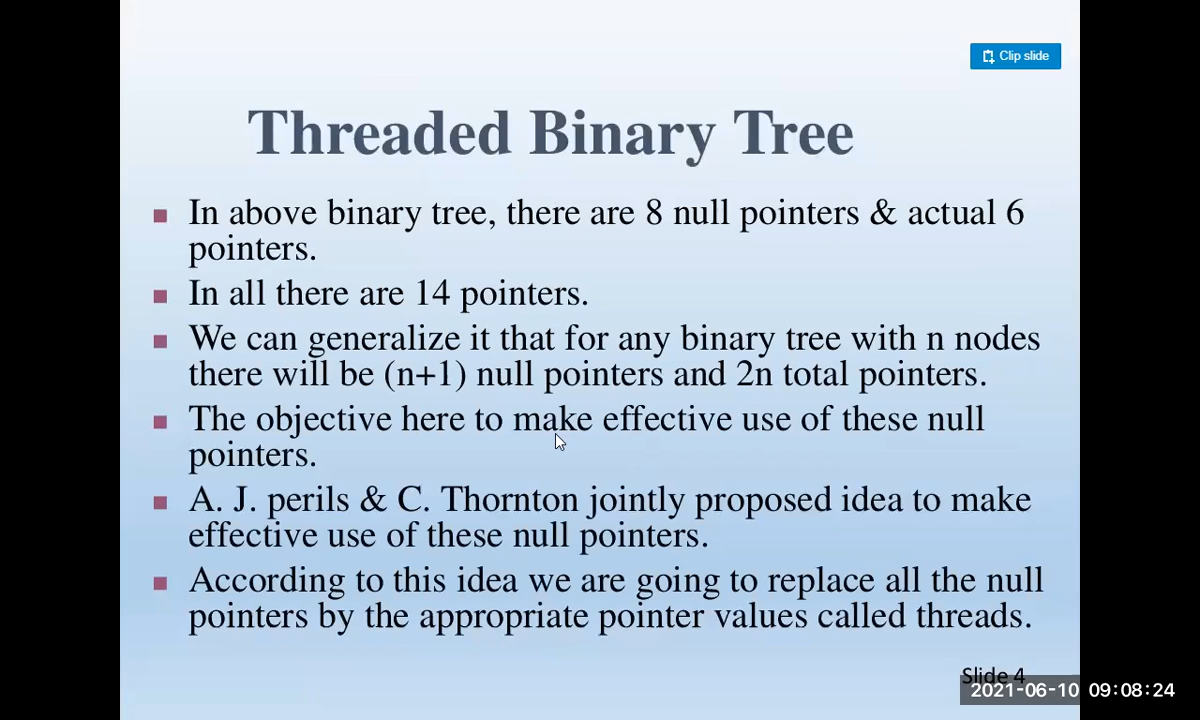 Clip slide
Threaded Binary Tree
In above binary tree, there are 8 null pointers & actual 6
pointers.
In all there are 14 pointers.
We can generalize it that for any binary tree with n nodes
there will be (n+1) null pointers and 2n total pointers.
The objective here to make effective use of these null
pointers.
A. J. perils & C. Thornton jointly proposed idea to make
effective use of these null pointers.
According to this idea we are going to replace all the null
pointers by the appropriate pointer values called threads.
Slide 4
2021-06-10 09:08:24